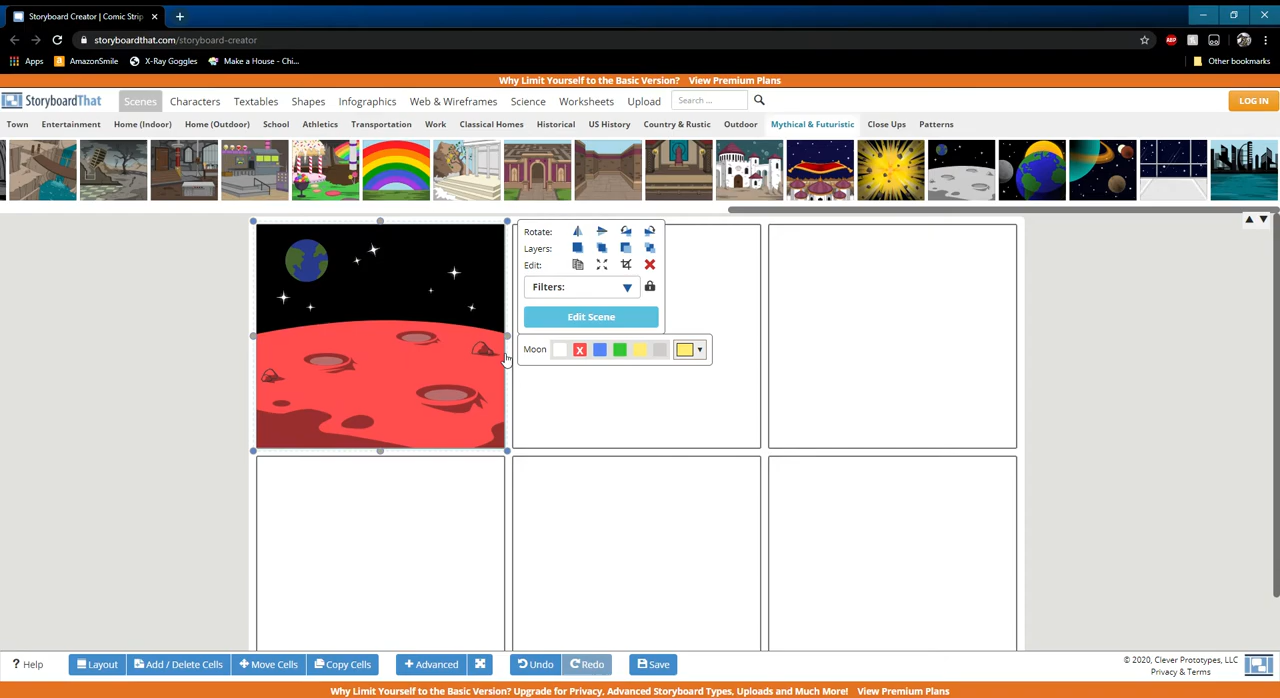 Storyboard Creator | Comic Strip
storyboardthat.com/storyboard-creator
ABP
Apps AmazonSmile X-Ray Goggles Make a House - Chi... Other bookmarks
Why Limit Yourself to the Basic Version? View Premium Plans
StoryboardThat Scenes Characters Textables Shapes Infographics Web & Wireframes Science Worksheets Upload Search ... LOG IN
Town Entertainment Home (Indoor) Home (Outdoor) School Athletics Transportation Work Classical Homes Historical US History Country & Rustic Outdoor Mythical & Futuristic Close Ups Patterns
Rotate:
Layers:
Edit:
Filters:
Edit Scene
Moon X
? Help Layout Add / Delete Cells Move Cells Copy Cells + Advanced Undo Redo Save © 2020, Clever Prototypes, LLC
Privacy & Terms
Why Limit Yourself to the Basic Version? Upgrade for Privacy, Advanced Storyboard Types, Uploads and Much More! View Premium Plans